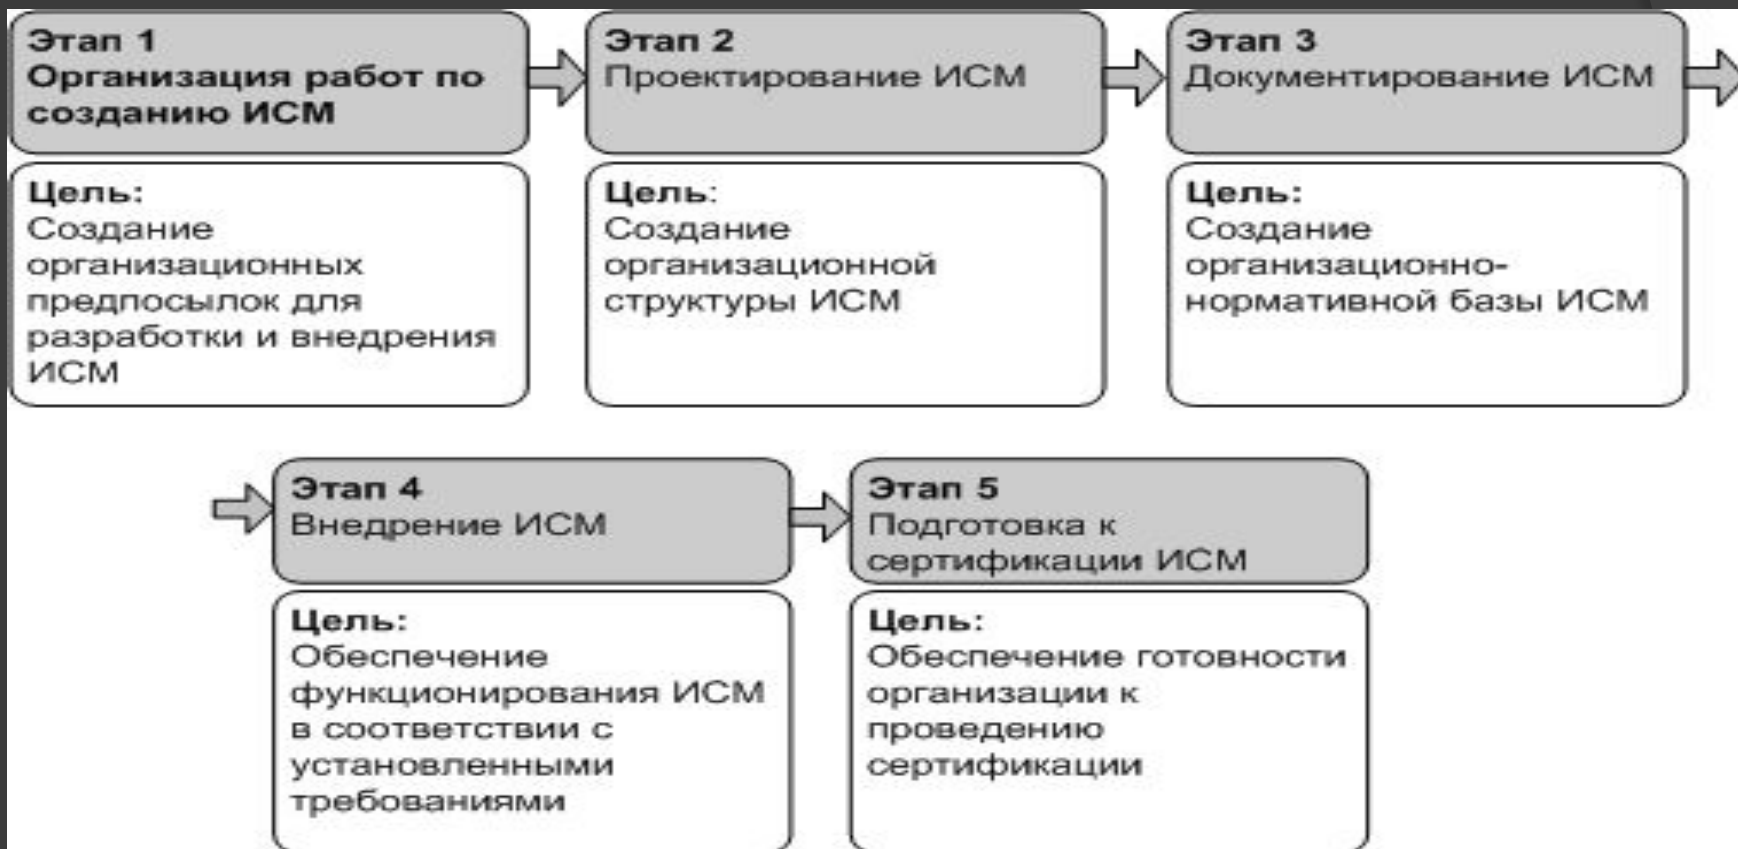 Этап 1
Организация работ по
созданию ИСМ
Цель:
Создание
организационных
предпосылок для
разработки и внедрения
ИСМ
Этап 2
Проектирование ИСМ
Цель:
Создание
организационной
структуры ИСМ
Этап 3
Документирование ИСМ
Цель:
Создание
организационно-
нормативной базы ИСМ
Этап 4
Внедрение ИСМ
Цель:
Обеспечение
функционирования ИСМ
в соответствии с
установленными
требованиями
Этап 5
Подготовка к
сертификации ИСМ
Цель:
Обеспечение готовности
организации к
проведению
сертификации